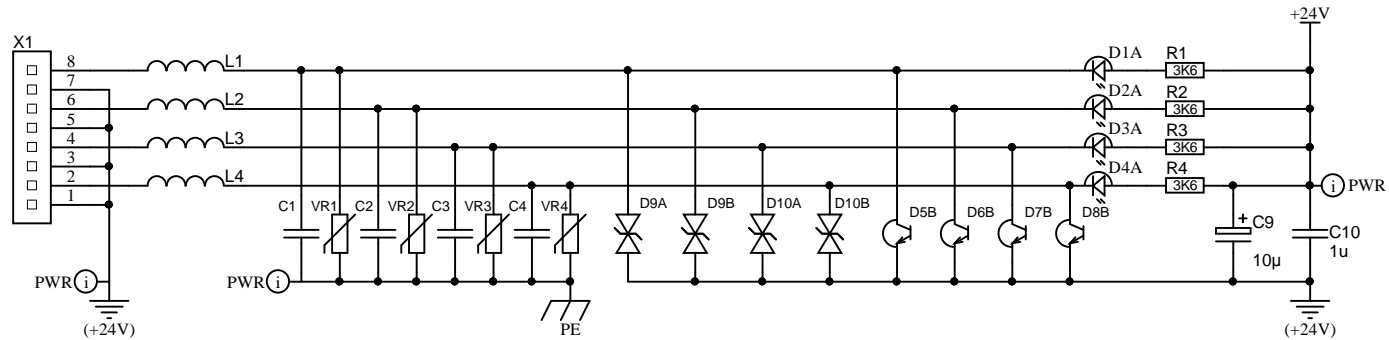 +24V
X1
8 L1 D1A R1
3K6
7
6 L2 D2A R2
3K6
5
4 L3 D3A R3
3K6
3
2 L4 D4A R4
3K6 i PWR
1
C1 VR1 C2 VR2 C3 VR3 C4 VR4 D9A D9B D10A D10B D5B D6B D7B D8B + C9 C10
10µ 1u
PWR i PWR i
(+24V) PE (+24V)